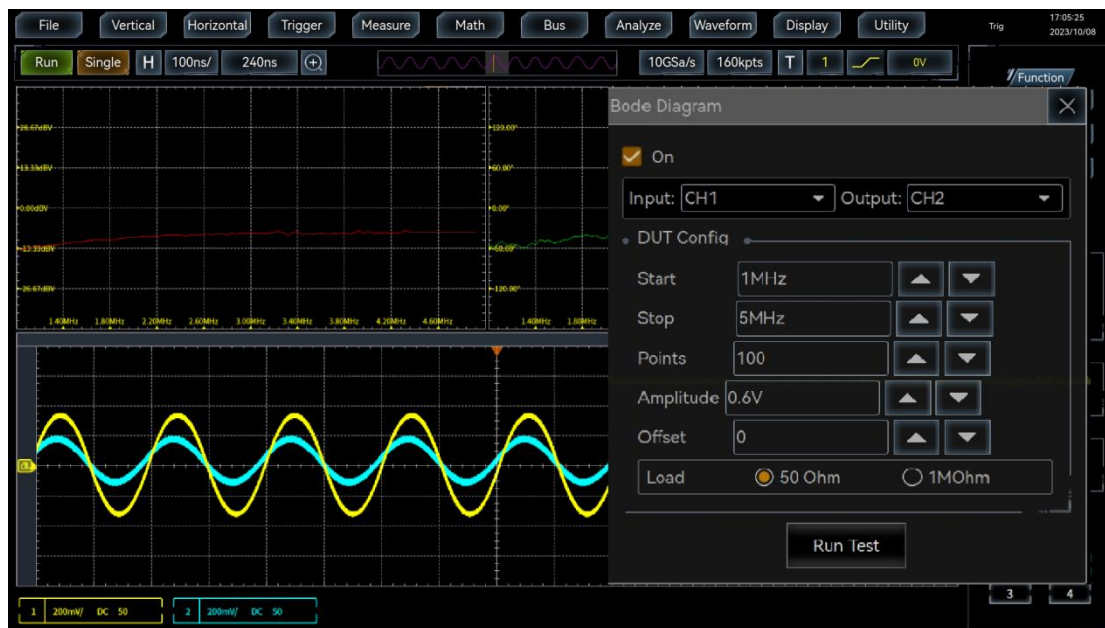 File Vertical Horizontal Trigger Measure Math Bus Analyze Waveform Display Utility Trig 17:05:25
2023/10/08
Run Single H 100ns/ 240ns 10GSa/s 160kpts T 1 0V
Function
Bode Diagram
26.67dBV 120.00°
On
13.33dBV 60.00°
Input: CH1 Output: CH2
0.00dBV 0.00°
DUT Config
-13.33dBV -60.00°
Start 1MHz
-26.67dBV -120.00°
Stop 5MHz
1.40MHz 1.80MHz 2.20MHz 2.60MHz 3.00MHz 3.40MHz 3.80MHz 4.20MHz 4.60MHz 1.40MHz 1.80MHz
Points 100
Amplitude 0.6V
Offset 0
Load 50 Ohm 1MOhm
Run Test
3 4
1 200mV/ DC 50 2 200mV/ DC 50